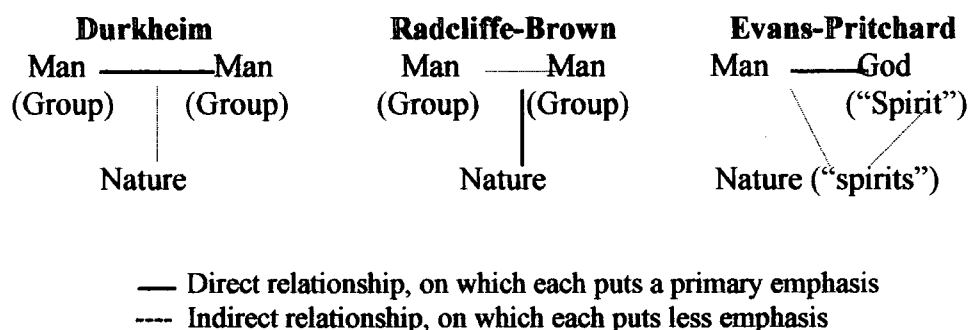 Durkheim Radcliffe-Brown Evans-Pritchard
Man Man Man Man Man God
(Group) (Group) (Group) (Group) ("Spirit")
Nature Nature Nature ("spirits")
Direct relationship, on which each puts a primary emphasis
Indirect relationship, on which each puts less emphasis